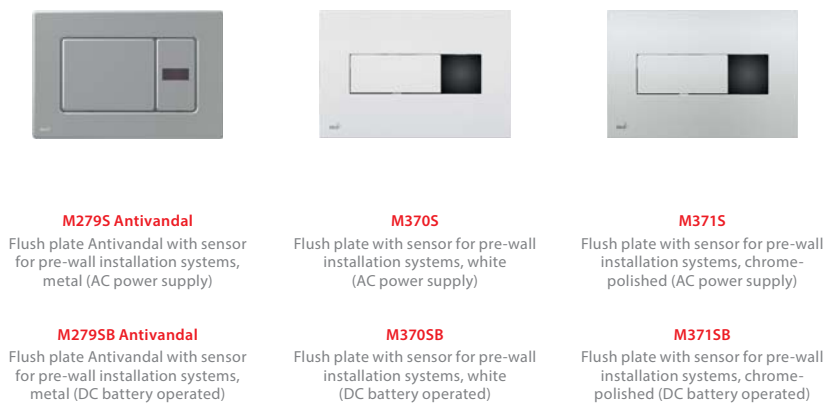 M279S Antivandal
Flush plate Antivandal with sensor
for pre-wall installation systems,
metal (AC power supply)
M370S
Flush plate with sensor for pre-wall
installation systems, white
(AC power supply)
M371S
Flush plate with sensor for pre-wall
installation systems, chrome-
polished (AC power supply)
M279SB Antivandal
Flush plate Antivandal with sensor
for pre-wall installation systems,
metal (DC battery operated)
M370SB
Flush plate with sensor for pre-wall
installation systems, white
(DC battery operated)
M371SB
Flush plate with sensor for pre-wall
installation systems, chrome-
polished (DC battery operated)